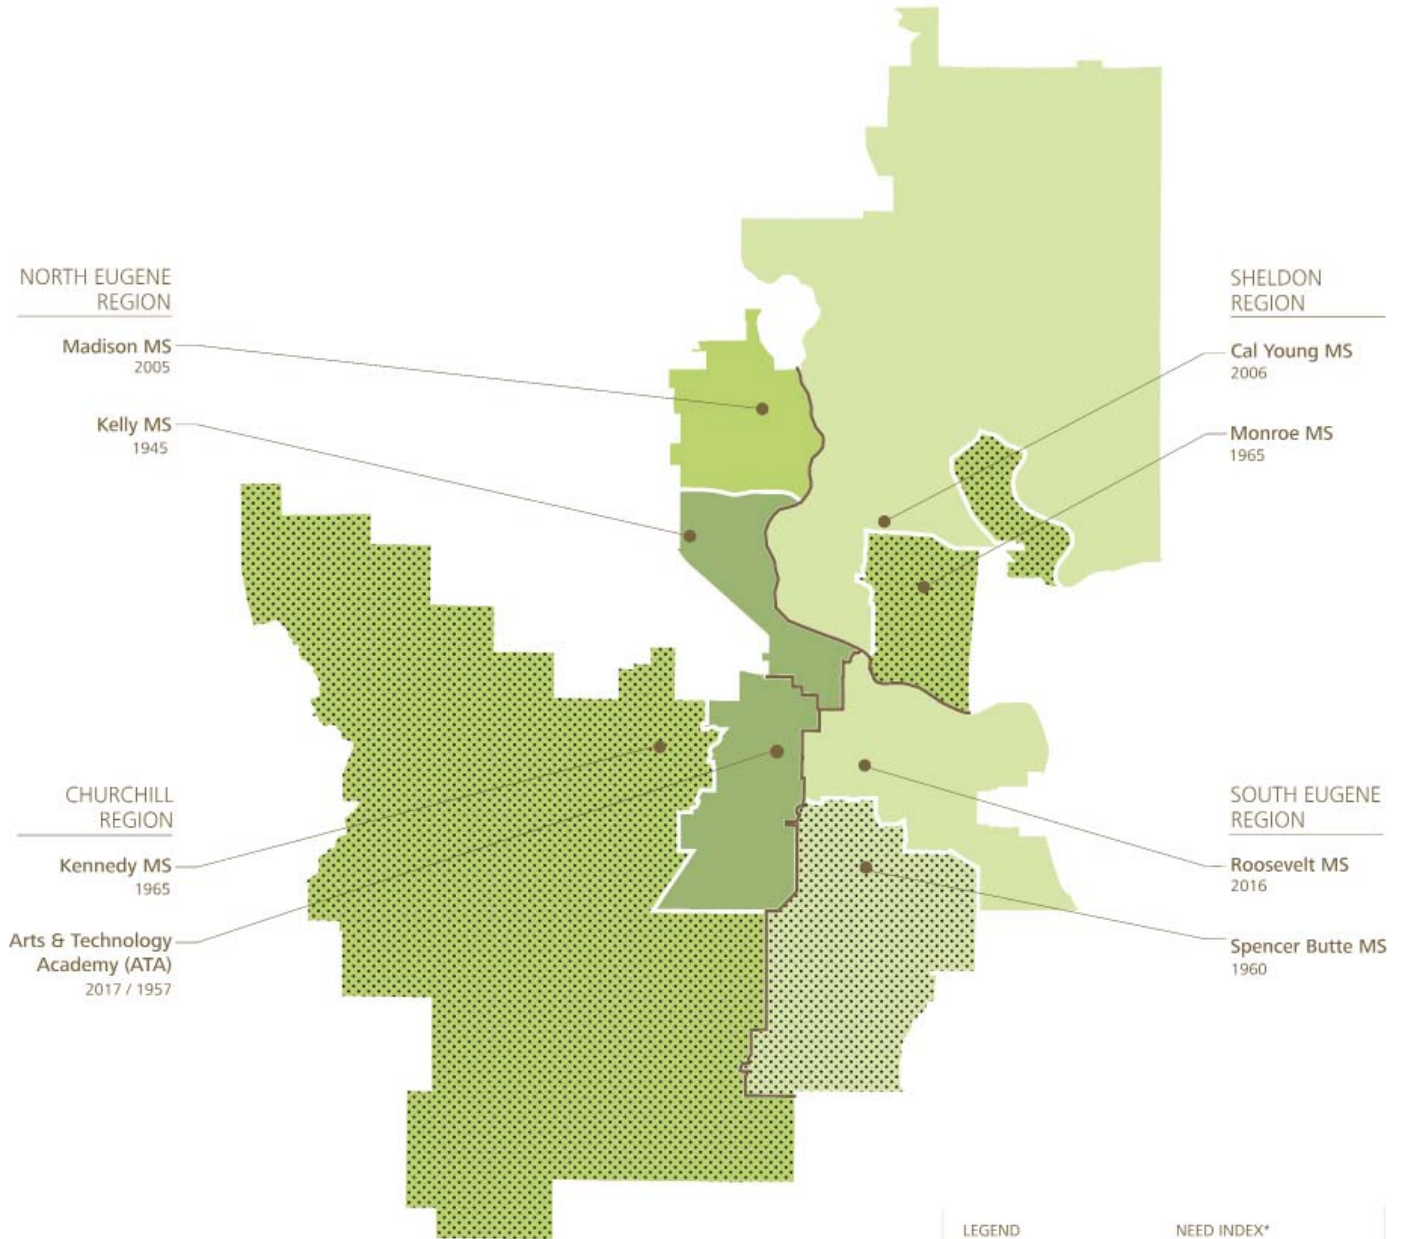 NORTH EUGENE
REGION
Madison MS
2005
Kelly MS
1945
CHURCHILL
REGION
Kennedy MS
1965
Arts & Technology
Academy (ATA)
2017 / 1957
SHELDON
REGION
Cal Young MS
2006
Monroe MS
1965
SOUTH EUGENE
REGION
Roosevelt MS
2016
Spencer Butte MS
1960
LEGEND
NEED INDEX*